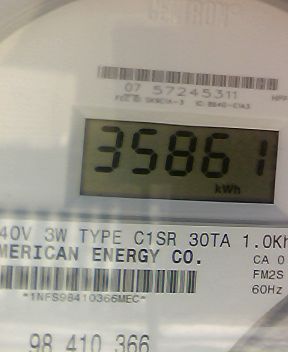 07 57245311
35861
kWh
40V 3W TYPE C1SR 30TA 1.0Kh
MERICAN ENERGY CO.
CA 0
FM2S
60Hz
*1NFS98410366MEC*
98 410 366